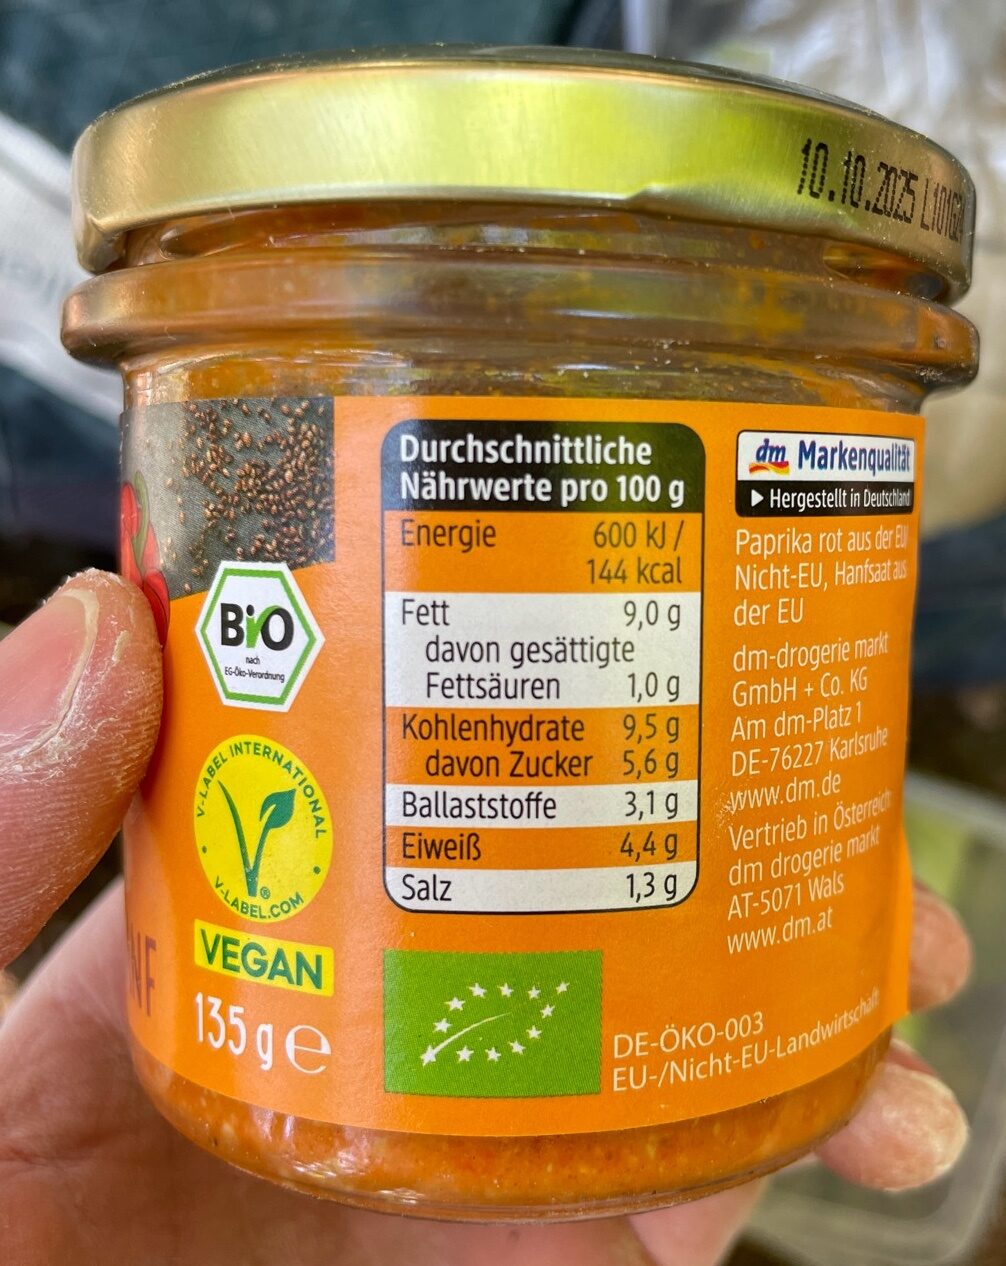 10.10.2025
Durchschnittliche
Nährwerte pro 100 g
Energie 600 kJ /
144 kcal
Fett 9,0 g
davon gesättigte
Fettsäuren 1,0 g
Kohlenhydrate 9,5 g
davon Zucker 5,6 g
Ballaststoffe 3,1 g
Eiweiß 4,4 g
Salz 1,3 g
dm Markenqualität
Hergestellt in Deutschland
Paprika rot aus der EU/
Nicht-EU, Hanfsaat aus
der EU
dm-drogerie markt
GmbH + Co. KG
Am dm-Platz 1
DE-76227 Karlsruhe
www.dm.de
Vertrieb in Österreich:
dm drogerie markt
AT-5071 Wals
www.dm.at
Bio
nach
EG-Öko-Verordnung
V-LABEL INTERNATIONAL
V-LABEL.COM
VEGAN
135 g e
DE-ÖKO-003
EU-/Nicht-EU-Landwirtschaft